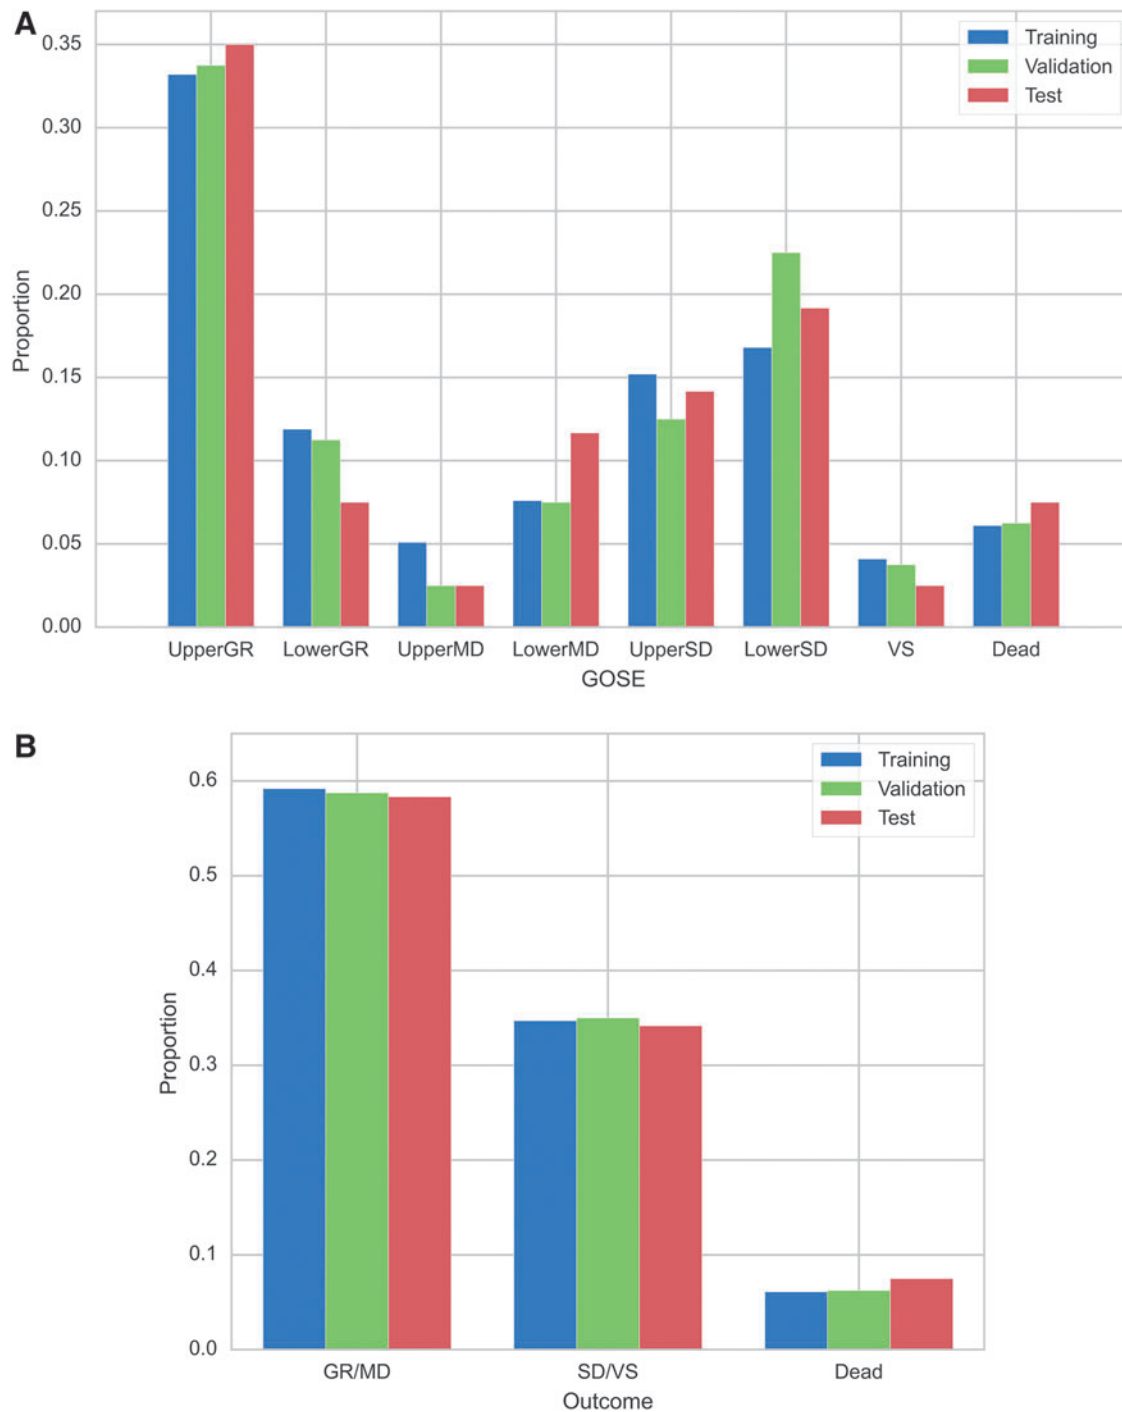 A
0.35
0.30
0.25
0.20
0.15
0.10
0.05
0.00
Proportion
Training
Validation
Test
UpperGR LowerGR UpperMD LowerMD UpperSD LowerSD VS Dead
GOSE
B
0.6
0.5
0.4
0.3
0.2
0.1
0.0
Proportion
Training
Validation
Test
GR/MD SD/VS Dead
Outcome